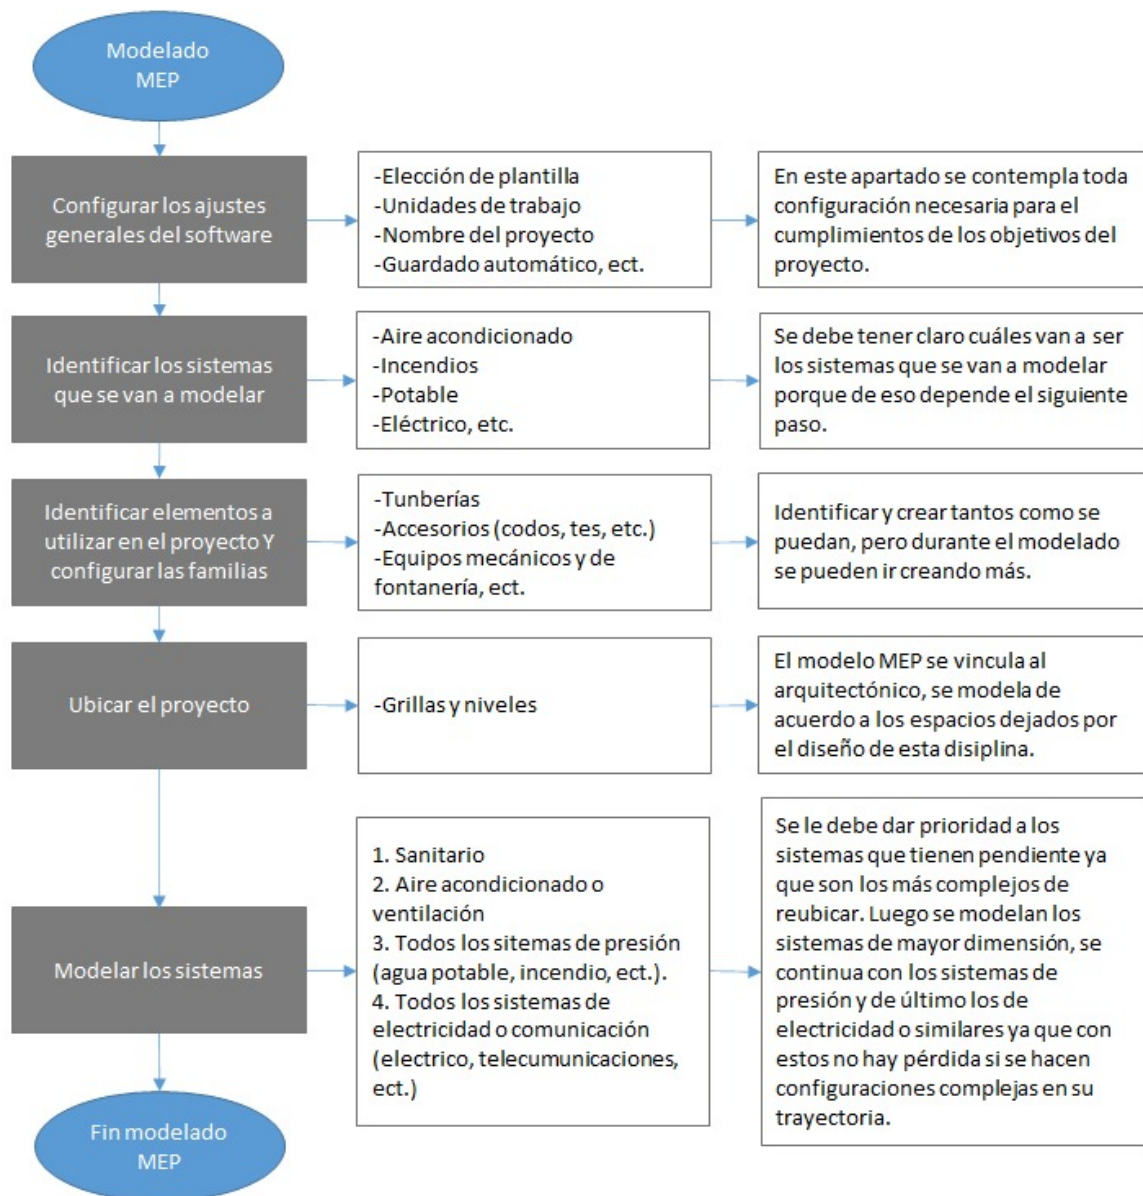 Modelado
MEP
Configurar los ajustes
generales del software
-Elección de plantilla
-Unidades de trabajo
-Nombre del proyecto
-Guardado automático, ect.
En este apartado se contempla toda
configuración necesaria para el
cumplimientos de los objetivos del
proyecto.
Identificar los sistemas
que se van a modelar
-Aire acondicionado
-Incendios
-Potable
-Eléctrico, etc.
Se debe tener claro cuáles van a ser
los sistemas que se van a modelar
porque de eso depende el siguiente
paso.
Identificar elementos a
utilizar en el proyecto Y
configurar las familias
-Tunberías
-Accesorios (codos, tes, etc.)
-Equipos mecánicos y de
fontanería, ect.
Identificar y crear tantos como se
puedan, pero durante el modelado
se pueden ir creando más.
Ubicar el proyecto
-Grillas y niveles
El modelo MEP se vincula al
arquitectónico, se modela de
acuerdo a los espacios dejados por
el diseño de esta disiplina.
Modelar los sistemas
1. Sanitario
2. Aire acondicionado o
ventilación
3. Todos los sitemas de presión
(agua potable, incendio, ect.).
4. Todos los sistemas de
electricidad o comunicación
(electrico, telecumunicaciones,
ect.)
Se le debe dar prioridad a los
sistemas que tienen pendiente ya
que son los más complejos de
reubicar. Luego se modelan los
sistemas de mayor dimensión, se
continua con los sistemas de
presión y de último los de
electricidad o similares ya que con
estos no hay pérdida si se hacen
configuraciones complejas en su
trayectoria.
Fin modelado
MEP